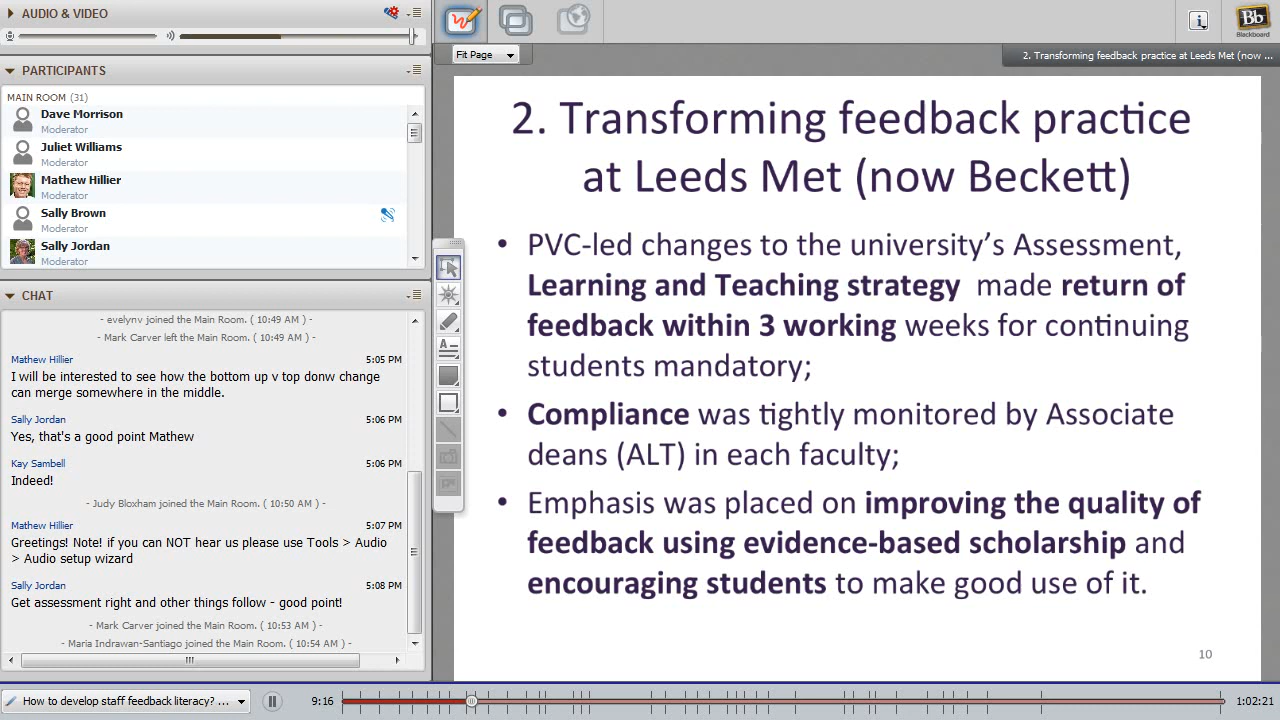 AUDIO & VIDEO
PARTICIPANTS
MAIN ROOM (31)
Dave Morrison
Moderator
Juliet Williams
Moderator
Mathew Hillier
Moderator
Sally Brown
Moderator
Sally Jordan
Moderator
CHAT
- evelynv joined the Main Room. ( 10:49 AM ) -
- Mark Carver left the Main Room. ( 10:49 AM ) -
Mathew Hillier 5:05 PM
I will be interested to see how the bottom up v top donw change
can merge somewhere in the middle.
Sally Jordan 5:06 PM
Yes, that's a good point Mathew
Kay Sambell 5:06 PM
Indeed!
- Judy Bloxham joined the Main Room. ( 10:50 AM ) -
Mathew Hillier 5:07 PM
Greetings! Note! if you can NOT hear us please use Tools > Audio
> Audio setup wizard
Sally Jordan 5:08 PM
Get assessment right and other things follow - good point!
- Mark Carver joined the Main Room. ( 10:53 AM ) -
- Maria Indrawan-Santiago joined the Main Room. ( 10:54 AM ) -
How to develop staff feedback literacy? ...
9:16
1:02:21
Bb
Blackboard
Fit Page
2. Transforming feedback practice at Leeds Met (now ...
2. Transforming feedback practice
at Leeds Met (now Beckett)
• PVC-led changes to the university's Assessment,
Learning and Teaching strategy made return of
feedback within 3 working weeks for continuing
students mandatory;
• Compliance was tightly monitored by Associate
deans (ALT) in each faculty;
• Emphasis was placed on improving the quality of
feedback using evidence-based scholarship and
encouraging students to make good use of it.
10